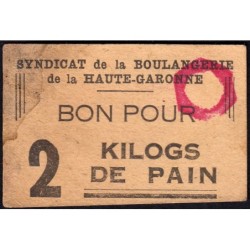 SYNDICAT de la BOULANGERIE
de la HAUTE-GARONNE
BON POUR
2 KILOGS
DE PAIN